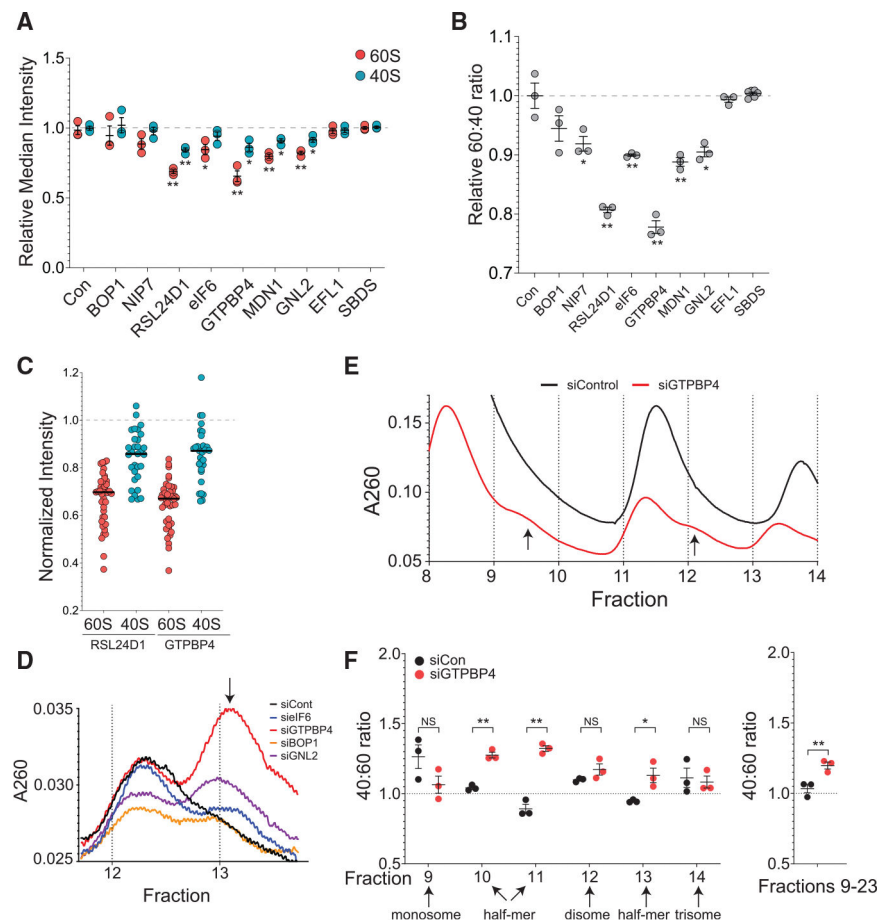 A
60S
40S
Relative Median Intensity
1.5
1.0
0.5
0.0
Con
BOP1
NIP7
RSL24D1
eIF6
GTPBP4
MDN1
GNL2
EFL1
SBDS
** ** * ** * ** * ** *
B
Relative 60:40 ratio
1.1
1.0
0.9
0.8
0.7
Con
BOP1
NIP7
RSL24D1
eIF6
GTPBP4
MDN1
GNL2
EFL1
SBDS
* ** ** ** ** *
C
Normalized Intensity
1.2
1.0
0.8
0.6
0.4
0.2
60S 40S 60S 40S
RSL24D1 GTPBP4
D
A260
0.035
0.030
0.025
siCont
sieIF6
siGTPBP4
siBOP1
siGNL2
12 13
Fraction
E
siControl siGTPBP4
A260
0.15
0.10
0.05
8 9 10 11 12 13 14
Fraction
F
siCon
siGTPBP4
40:60 ratio
2.0
1.5
1.0
0.5
NS ** ** NS * NS
Fraction 9 10 11 12 13 14
monosome half-mer disome half-mer trisome
40:60 ratio
2.0
1.5
1.0
0.5
**
Fractions 9-23